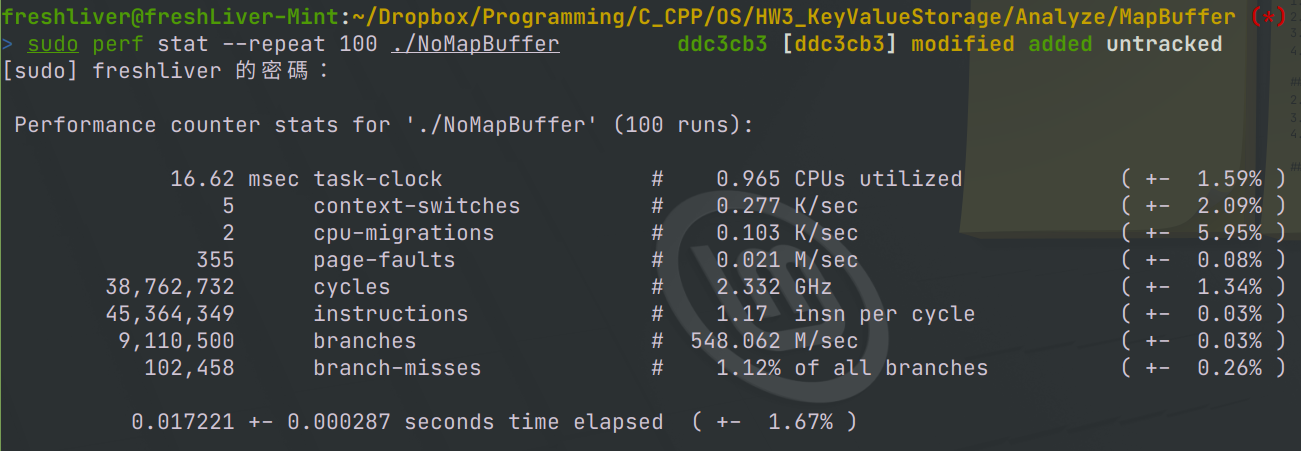 freshliver@freshLiver-Mint:~/Dropbox/Programming/C_CPP/OS/HW3_KeyValueStorage/Analyze/MapBuffer (*)
> sudo perf stat --repeat 100 ./NoMapBuffer ddc3cb3 [ddc3cb3] modified added untracked
[sudo] freshliver 的密碼：
Performance counter stats for './NoMapBuffer' (100 runs):
16.62 msec task-clock # 0.965 CPUs utilized ( +- 1.59% )
5 context-switches # 0.277 K/sec ( +- 2.09% )
2 cpu-migrations # 0.103 K/sec ( +- 5.95% )
355 page-faults # 0.021 M/sec ( +- 0.08% )
38,762,732 cycles # 2.332 GHz ( +- 1.34% )
45,364,349 instructions # 1.17 insn per cycle ( +- 0.03% )
9,110,500 branches # 548.062 M/sec ( +- 0.03% )
102,458 branch-misses # 1.12% of all branches ( +- 0.26% )
0.017221 +- 0.000287 seconds time elapsed ( +- 1.67% )